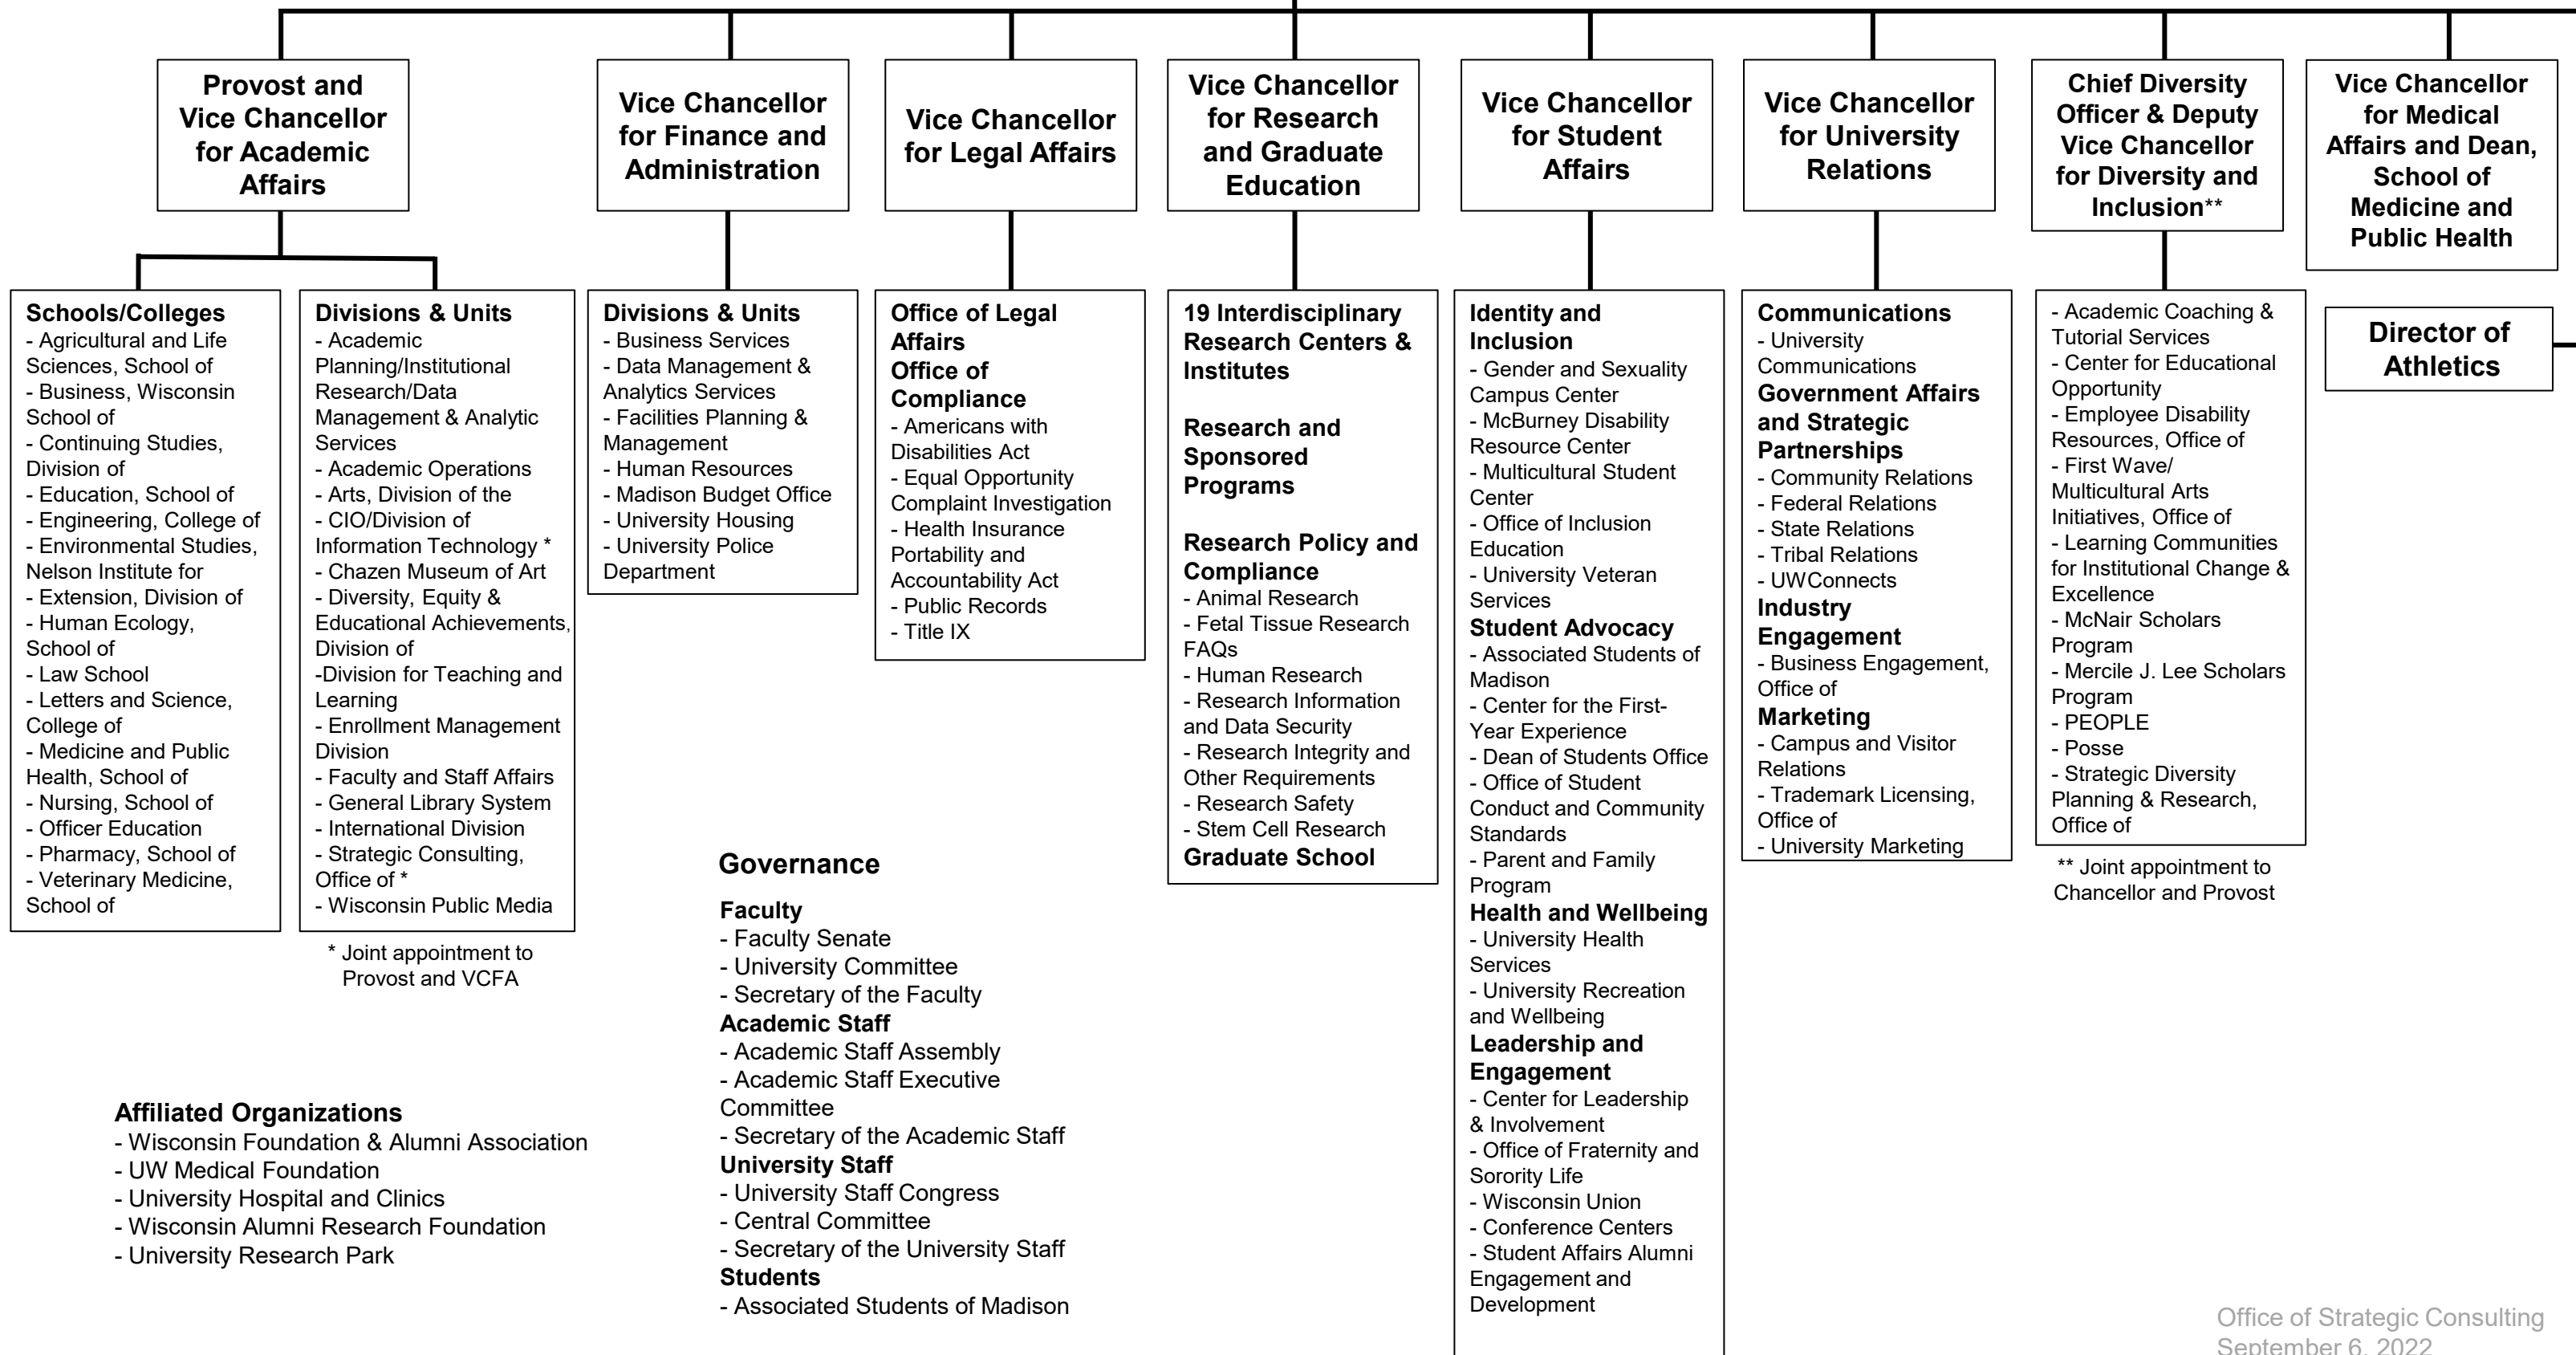 Provost and
Vice Chancellor
for Academic
Affairs
Vice Chancellor
for Finance and
Administration
Vice Chancellor
for Legal Affairs
Vice Chancellor
for Research
and Graduate
Education
Vice Chancellor
for Student
Affairs
Vice Chancellor
for University
Relations
Chief Diversity
Officer & Deputy
Vice Chancellor
for Diversity and
Inclusion**
Vice Chancellor
for Medical
Affairs and Dean,
School of
Medicine and
Public Health
Schools/Colleges
- Agricultural and Life
Sciences, School of
- Business, Wisconsin
School of
- Continuing Studies,
Division of
- Education, School of
- Engineering, College of
- Environmental Studies,
Nelson Institute for
- Extension, Division of
- Human Ecology,
School of
- Law School
- Letters and Science,
College of
- Medicine and Public
Health, School of
- Nursing, School of
- Officer Education
- Pharmacy, School of
- Veterinary Medicine,
School of
Divisions & Units
- Academic
Planning/Institutional
Research/Data
Management & Analytic
Services
- Academic Operations
- Arts, Division of the
- CIO/Division of
Information Technology *
- Chazen Museum of Art
- Diversity, Equity &
Educational Achievements,
Division of
-Division for Teaching and
Learning
- Enrollment Management
Division
- Faculty and Staff Affairs
- General Library System
- International Division
- Strategic Consulting,
Office of *
- Wisconsin Public Media
* Joint appointment to
Provost and VCFA
Divisions & Units
- Business Services
- Data Management &
Analytics Services
- Facilities Planning &
Management
- Human Resources
- Madison Budget Office
- University Housing
- University Police
Department
Office of Legal
Affairs
Office of
Compliance
- Americans with
Disabilities Act
- Equal Opportunity
Complaint Investigation
- Health Insurance
Portability and
Accountability Act
- Public Records
- Title IX
19 Interdisciplinary
Research Centers &
Institutes
Research and
Sponsored
Programs
Research Policy and
Compliance
- Animal Research
- Fetal Tissue Research
FAQs
- Human Research
- Research Information
and Data Security
- Research Integrity and
Other Requirements
- Research Safety
- Stem Cell Research
Graduate School
Identity and
Inclusion
- Gender and Sexuality
Campus Center
- McBurney Disability
Resource Center
- Multicultural Student
Center
- Office of Inclusion
Education
- University Veteran
Services
Student Advocacy
- Associated Students of
Madison
- Center for the First-
Year Experience
- Dean of Students Office
- Office of Student
Conduct and Community
Standards
- Parent and Family
Program
Health and Wellbeing
- University Health
Services
- University Recreation
and Wellbeing
Leadership and
Engagement
- Center for Leadership
& Involvement
- Office of Fraternity and
Sorority Life
- Wisconsin Union
- Conference Centers
- Student Affairs Alumni
Engagement and
Development
Communications
- University
Communications
Government Affairs
and Strategic
Partnerships
- Community Relations
- Federal Relations
- State Relations
- Tribal Relations
- UWConnects
Industry
Engagement
- Business Engagement,
Office of
Marketing
- Campus and Visitor
Relations
- Trademark Licensing,
Office of
- University Marketing
- Academic Coaching &
Tutorial Services
- Center for Educational
Opportunity
- Employee Disability
Resources, Office of
- First Wave/
Multicultural Arts
Initiatives, Office of
- Learning Communities
for Institutional Change &
Excellence
- McNair Scholars
Program
- Mercile J. Lee Scholars
Program
- PEOPLE
- Posse
- Strategic Diversity
Planning & Research,
Office of
** Joint appointment to
Chancellor and Provost
Director of
Athletics
Governance
Faculty
- Faculty Senate
- University Committee
- Secretary of the Faculty
Academic Staff
- Academic Staff Assembly
- Academic Staff Executive
Committee
- Secretary of the Academic Staff
University Staff
- University Staff Congress
- Central Committee
- Secretary of the University Staff
Students
- Associated Students of Madison
Affiliated Organizations
- Wisconsin Foundation & Alumni Association
- UW Medical Foundation
- University Hospital and Clinics
- Wisconsin Alumni Research Foundation
- University Research Park
Office of Strategic Consulting
September 6, 2022